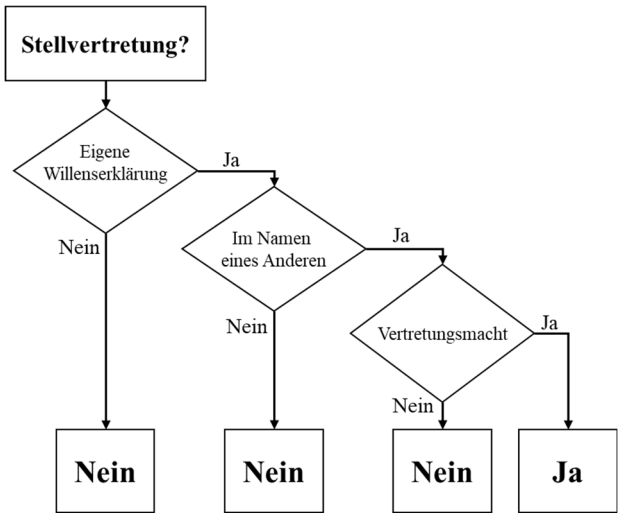 Stellvertretung?
Eigene
Willenserklärung
Ja
Nein
Im Namen
eines Anderen
Ja
Nein
Vertretungsmacht
Ja
Nein
Nein
Nein
Nein
Ja